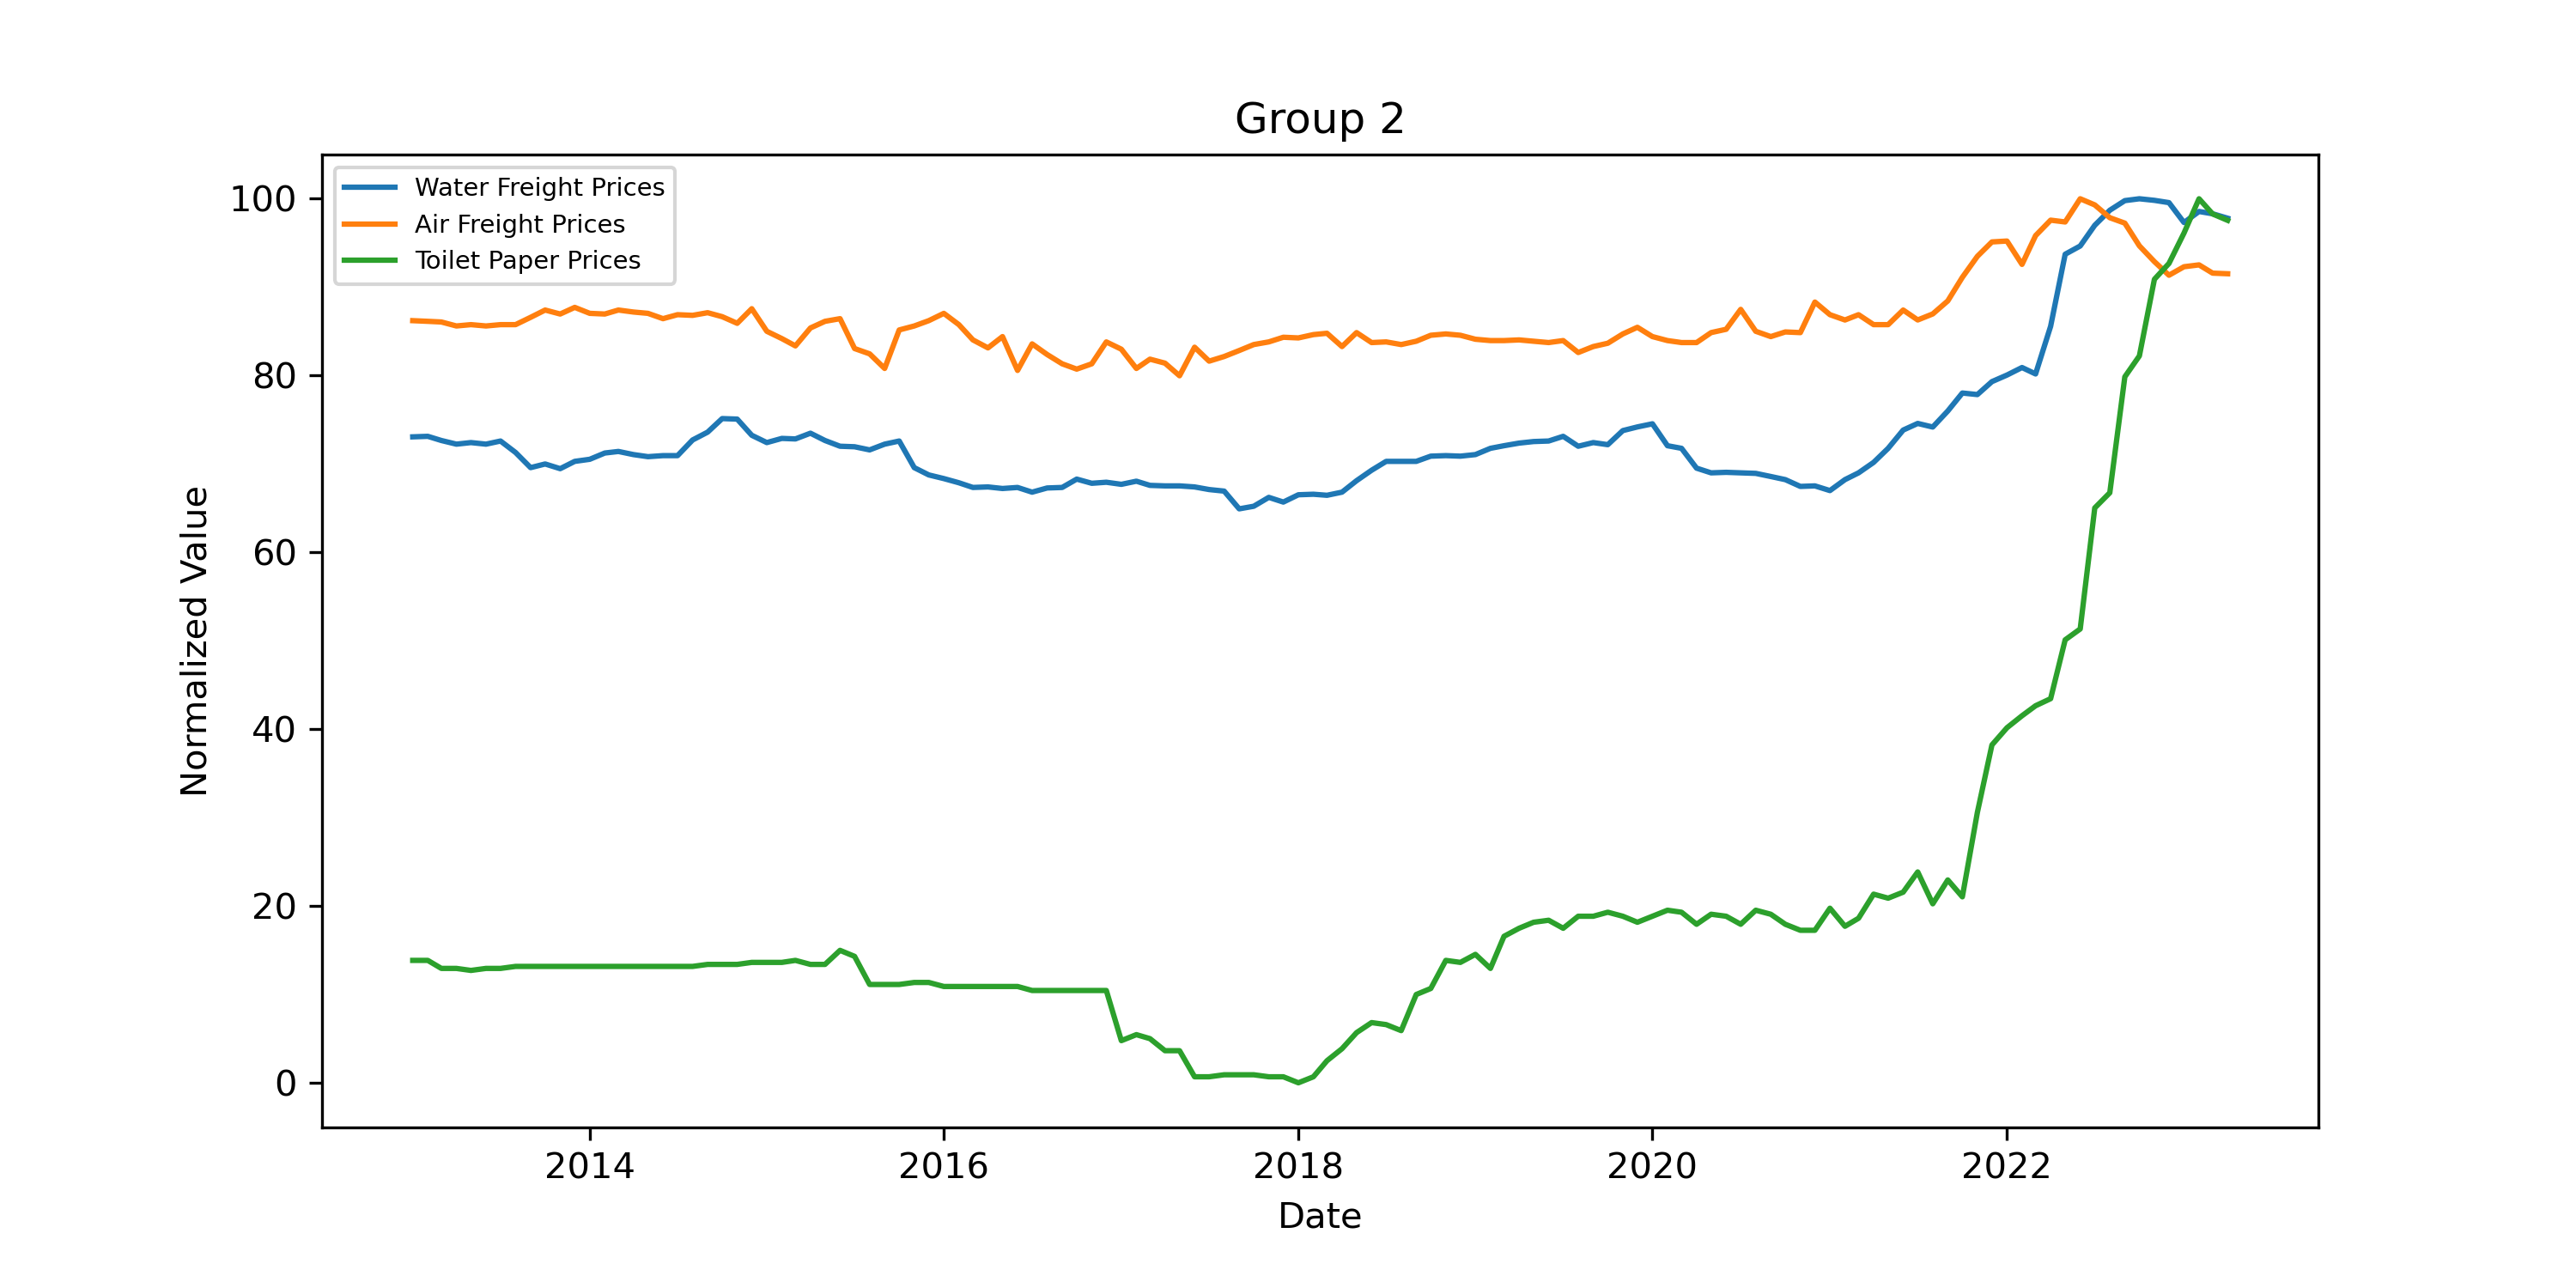 Group 2
Water Freight Prices
Air Freight Prices
Toilet Paper Prices
Normalized Value
100
80
60
40
20
0
2014 2016 2018 2020 2022
Date